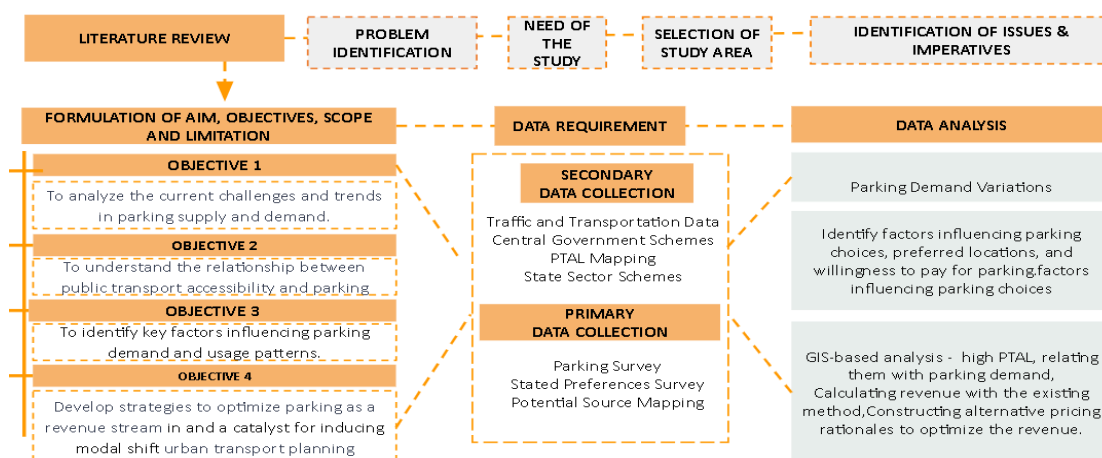 LITERATURE REVIEW
PROBLEM
IDENTIFICATION
NEED OF
THE
STUDY
SELECTION OF
STUDY AREA
IDENTIFICATION OF ISSUES &
IMPERATIVES
FORMULATION OF AIM, OBJECTIVES, SCOPE
AND LIMITATION
OBJECTIVE 1
To analyze the current challenges and trends
in parking supply and demand.
OBJECTIVE 2
To understand the relationship between
public transport accessibility and parking
OBJECTIVE 3
To identify key factors influencing parking
demand and usage patterns.
OBJECTIVE 4
Develop strategies to optimize parking as a
revenue stream in and a catalyst for inducing
modal shift urban transport planning
DATA REQUIREMENT
SECONDARY
DATA COLLECTION
Traffic and Transportation Data
Central Government Schemes
PTAL Mapping
State Sector Schemes
PRIMARY
DATA COLLECTION
Parking Survey
Stated Preferences Survey
Potential Source Mapping
DATA ANALYSIS
Parking Demand Variations
Identify factors influencing parking
choices, preferred locations, and
willingness to pay for parking.factors
influencing parking choices
GIS-based analysis - high PTAL, relating
them with parking demand,
Calculating revenue with the existing
method,Constructing alternative pricing
rationales to optimize the revenue.